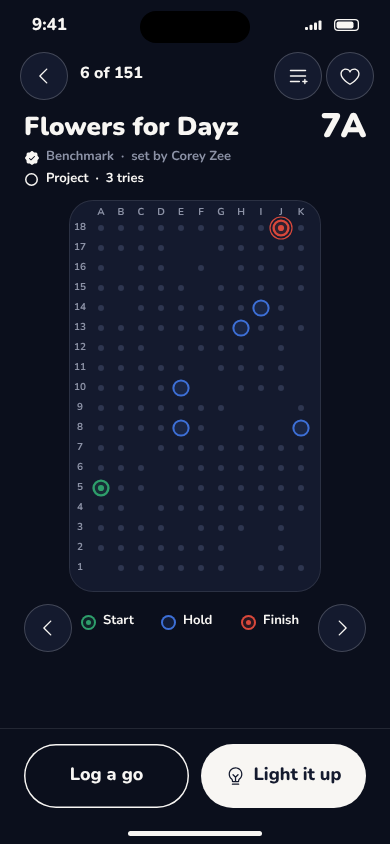 9:41
6 of 151
Flowers for Dayz
7A
Benchmark · set by Corey Zee
Project · 3 tries
A B C D E F G H I J K
18
17
16
15
14
13
12
11
10
9
8
7
6
5
4
3
2
1
Start
Hold
Finish
Log a go
Light it up